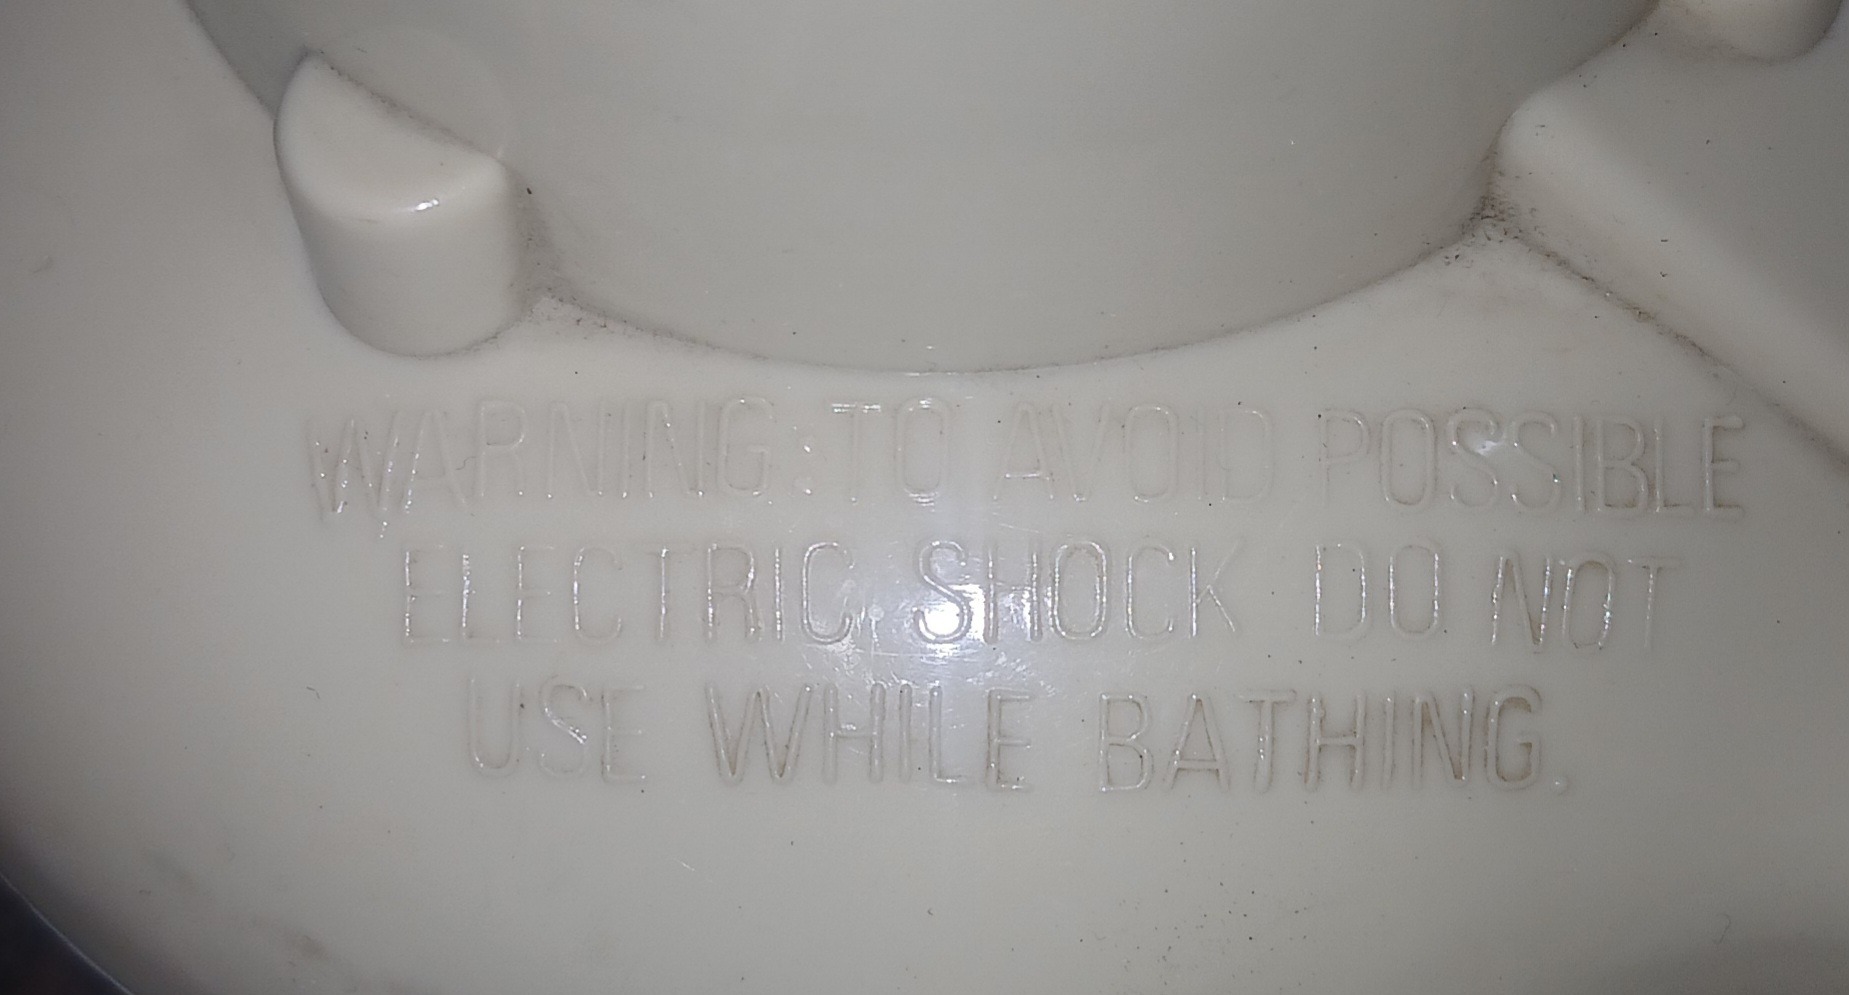 WARNING: TO AVOID POSSIBLE
ELECTRIC SHOCK DO NOT
USE WHILE BATHING.